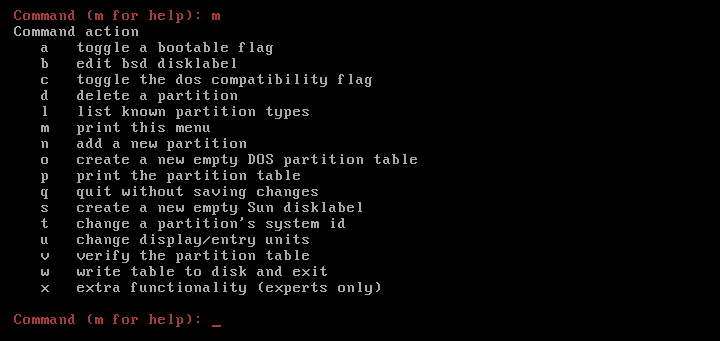 Command (m for help): m
Command action
a toggle a bootable flag
b edit bsd disklabel
c toggle the dos compatibility flag
d delete a partition
l list known partition types
m print this menu
n add a new partition
o create a new empty DOS partition table
p print the partition table
q quit without saving changes
s create a new empty Sun disklabel
t change a partition's system id
u change display/entry units
v verify the partition table
w write table to disk and exit
x extra functionality (experts only)
Command (m for help): _